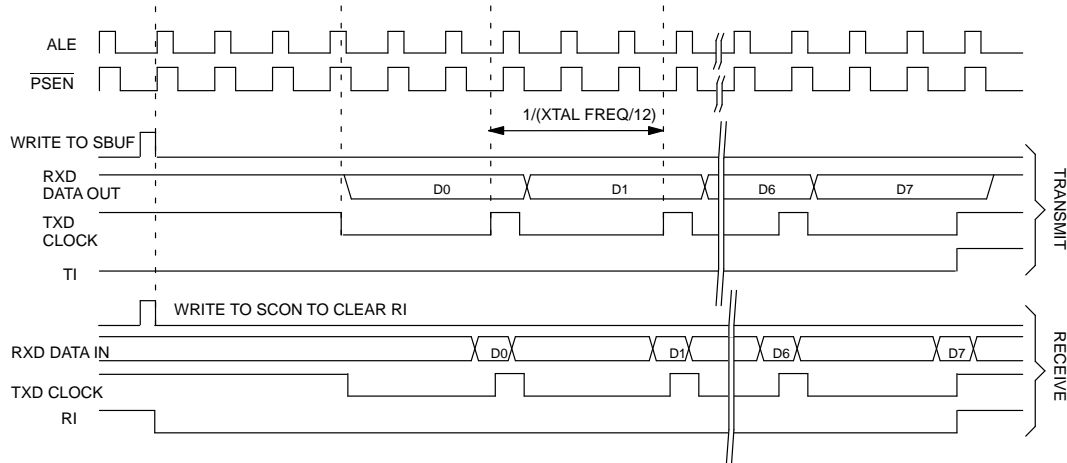 ALE
PSEN
1/(XTAL FREQ/12)
WRITE TO SBUF
RXD
DATA OUT
D0 D1 D6 D7
TXD
CLOCK
TI
TRANSMIT
WRITE TO SCON TO CLEAR RI
RXD DATA IN
D0 D1 D6 D7
TXD CLOCK
RI
RECEIVE